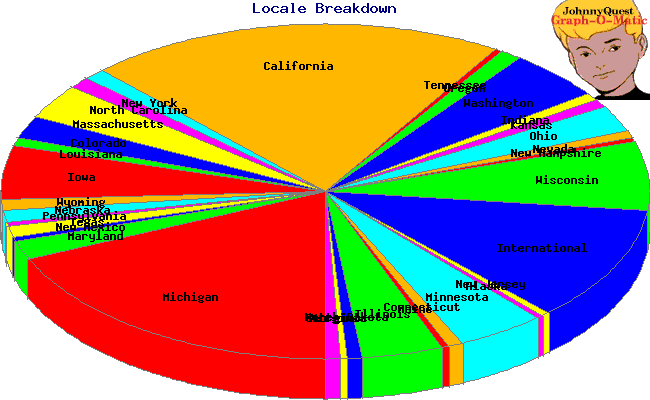 Locale Breakdown
JohnnyQuest
Graph-O-Matic
California
Tennessee
Oregon
Washington
New York
North Carolina
Massachusetts
Indiana
Kansas
Ohio
Colorado
Louisiana
Nevada
New Hampshire
Iowa
Wisconsin
Wyoming
Nebraska
Pennsylvania
Texas
New Mexico
Maryland
International
New Jersey
Alaska
Michigan
Minnesota
Connecticut
Maine
Illinois